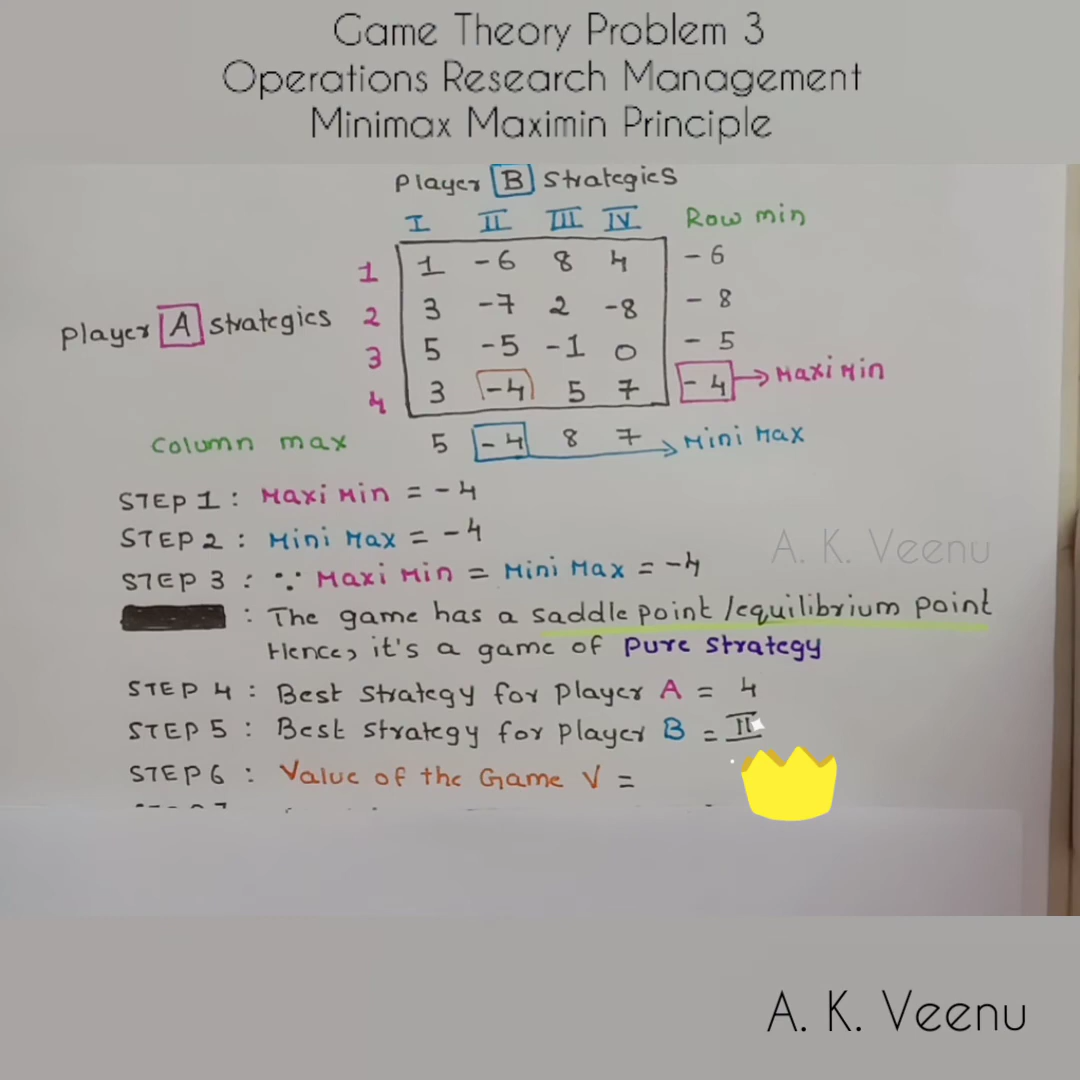 Game Theory Problem 3
Operations Research Management
Minimax Maximin Principle
Player B Strategies
I II III IV Row min
1 1 -6 8 4 - 6
2 3 -7 2 -8 - 8
Player A Strategies
3 5 -5 -1 0 - 5
4 3 -4 5 7 - 4 → Maxi Min
Column max 5 -4 8 7 → Mini Max
STEP 1 : Maxi Min = -4
STEP 2 : Mini Max = -4
A. K. Veenu
STEP 3 : ∵ Maxi Min = Mini Max = -4
: The game has a saddle point /equilibrium point
Hence, it's a game of Pure Strategy
STEP 4 : Best Strategy for Player A = 4
STEP 5 : Best Strategy for Player B = II
STEP 6 : Value of the Game V =
A. K. Veenu